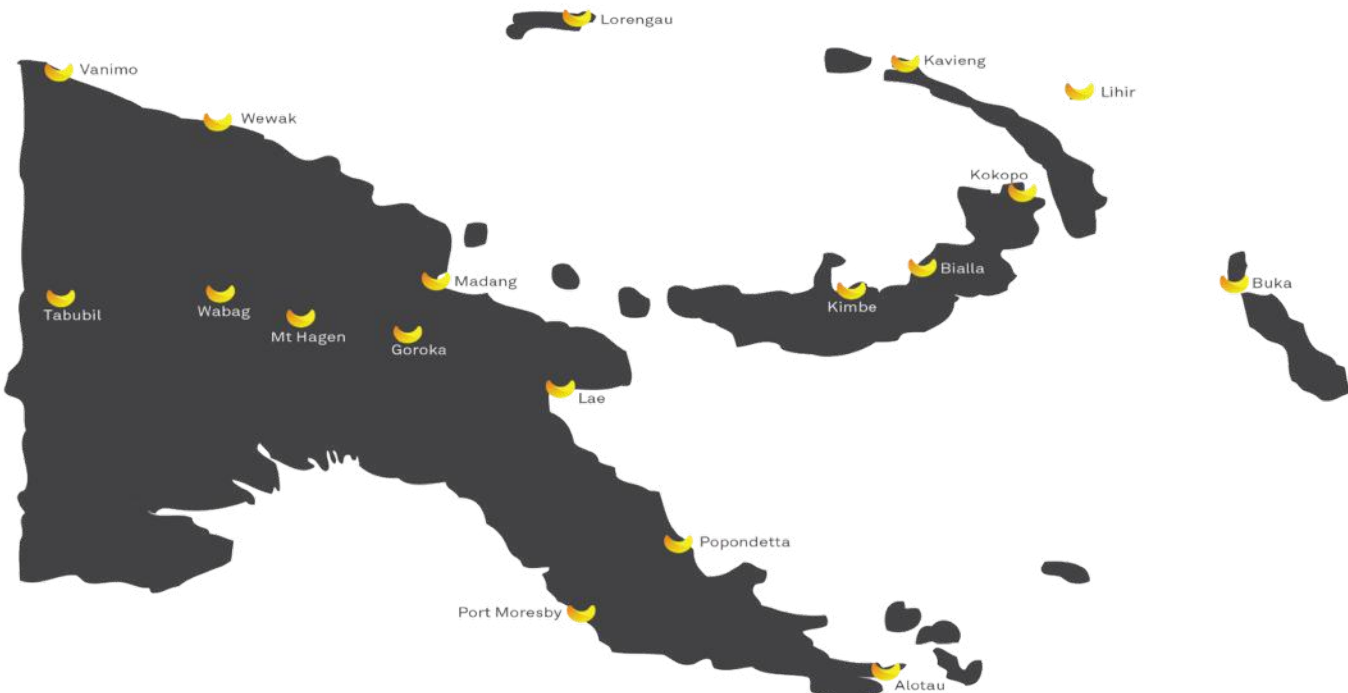 Lorengau
Kavieng
Vanimo
Lihir
Wewak
Kokopo
Bialla
Madang
Buka
Kimbe
Wabag
Tabubil
Mt Hagen
Goroka
Lae
Popondetta
Port Moresby
Alotau